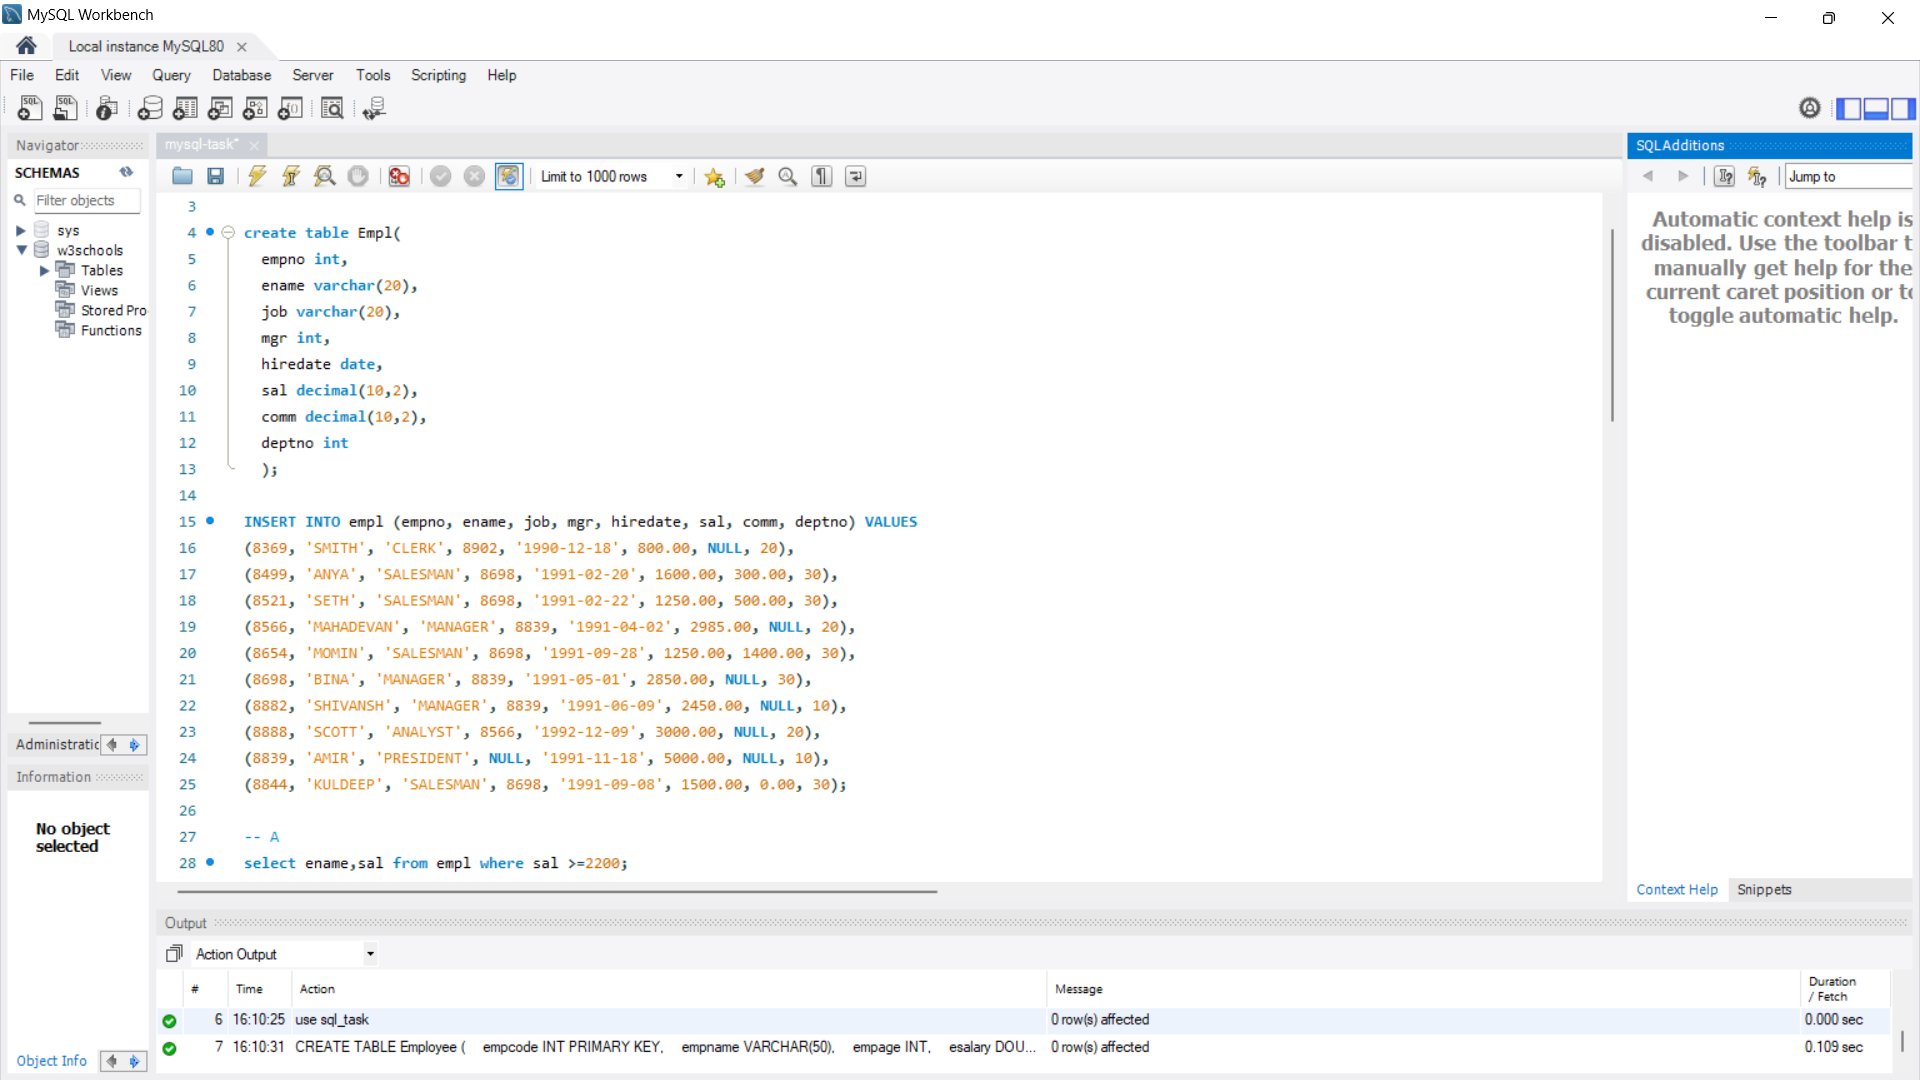 MySQL Workbench
Local instance MySQL80
File Edit View Query Database Server Tools Scripting Help
Navigator
SCHEMAS
Filter objects
sys
w3schools
Tables
Views
Stored Pro
Functions
Administratic
Information
No object
selected
Object Info
mysql-task*
Limit to 1000 rows
3
4 create table Empl(
5 empno int,
6 ename varchar(20),
7 job varchar(20),
8 mgr int,
9 hiredate date,
10 sal decimal(10,2),
11 comm decimal(10,2),
12 deptno int
13 );
14
15 INSERT INTO empl (empno, ename, job, mgr, hiredate, sal, comm, deptno) VALUES
16 (8369, 'SMITH', 'CLERK', 8902, '1990-12-18', 800.00, NULL, 20),
17 (8499, 'ANYA', 'SALESMAN', 8698, '1991-02-20', 1600.00, 300.00, 30),
18 (8521, 'SETH', 'SALESMAN', 8698, '1991-02-22', 1250.00, 500.00, 30),
19 (8566, 'MAHADEVAN', 'MANAGER', 8839, '1991-04-02', 2985.00, NULL, 20),
20 (8654, 'MOMIN', 'SALESMAN', 8698, '1991-09-28', 1250.00, 1400.00, 30),
21 (8698, 'BINA', 'MANAGER', 8839, '1991-05-01', 2850.00, NULL, 30),
22 (8882, 'SHIVANSH', 'MANAGER', 8839, '1991-06-09', 2450.00, NULL, 10),
23 (8888, 'SCOTT', 'ANALYST', 8566, '1992-12-09', 3000.00, NULL, 20),
24 (8839, 'AMIR', 'PRESIDENT', NULL, '1991-11-18', 5000.00, NULL, 10),
25 (8844, 'KULDEEP', 'SALESMAN', 8698, '1991-09-08', 1500.00, 0.00, 30);
26
27 -- A
28 select ename,sal from empl where sal >=2200;
SQLAdditions
Jump to
Automatic context help is
disabled. Use the toolbar t
manually get help for the
current caret position or to
toggle automatic help.
Context Help Snippets
Output
Action Output
# Time Action Message Duration / Fetch
6 16:10:25 use sql_task 0 row(s) affected 0.000 sec
7 16:10:31 CREATE TABLE Employee ( empcode INT PRIMARY KEY, empname VARCHAR(50), empage INT, esalary DOU... 0 row(s) affected 0.109 sec